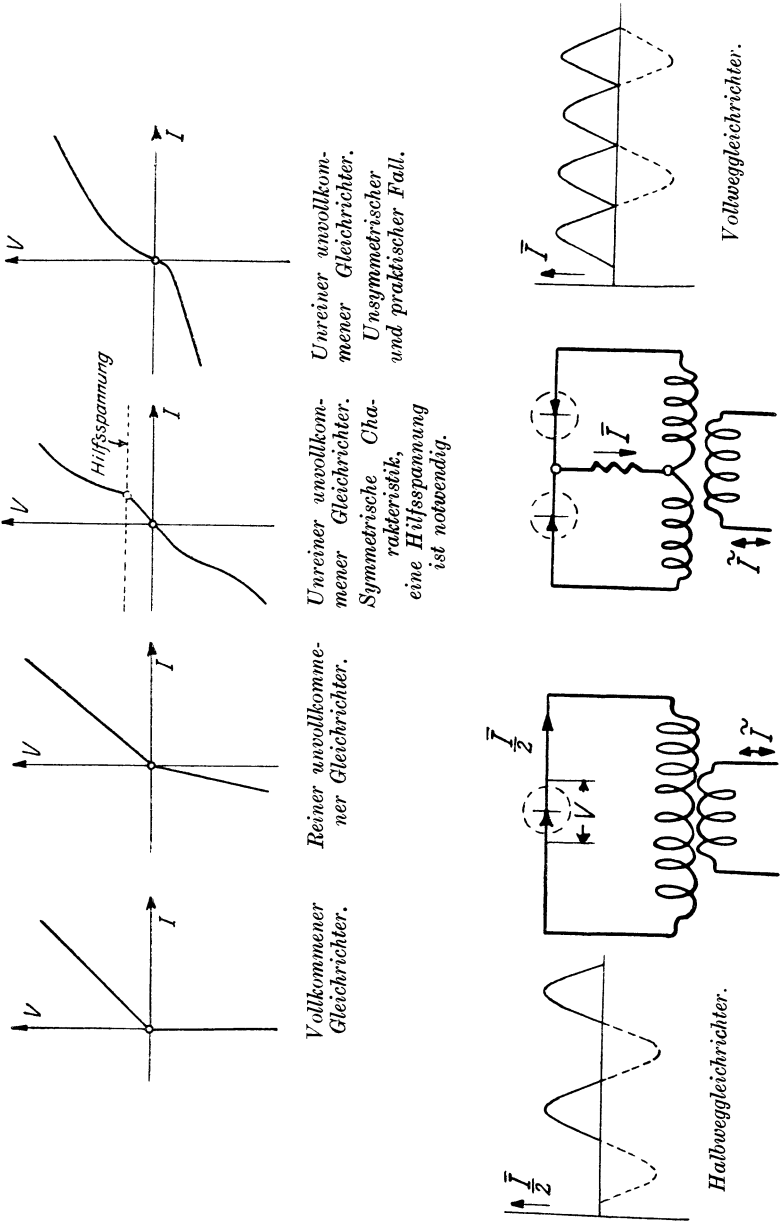 V
I
Vollkommener
Gleichrichter.
V
I
Reiner unvollkomme-
ner Gleichrichter.
V
Hilfsspannung
I
Unreiner unvollkom-
mener Gleichrichter.
Symmetrische Cha-
rakteristik,
eine Hilfsspannung
ist notwendig.
V
I
Unreiner unvollkom-
mener Gleichrichter.
Unsymmetrischer
und praktischer Fall.
Ī/2
Halbweggleichrichter.
Ī/2
V
Ĩ
Ī
Ĩ
Ī
Vollweggleichrichter.